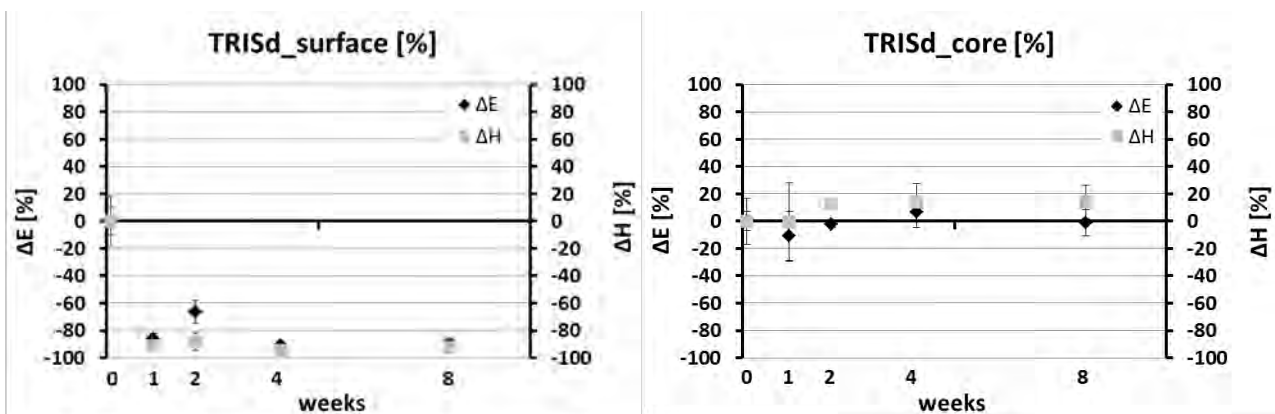 TRISd_surface [%]
100 100
80 ΔE 80
60 ΔH 60
40 40
20 20
0 0
-20 -20
-40 -40
-60 -60
-80 -80
-100 -100
ΔE [%]
ΔH [%]
0 1 2 4 8
weeks
TRISd_core [%]
100 100
80 ΔE 80
60 ΔH 60
40 40
20 20
0 0
-20 -20
-40 -40
-60 -60
-80 -80
-100 -100
ΔE [%]
ΔH [%]
0 1 2 4 8
weeks